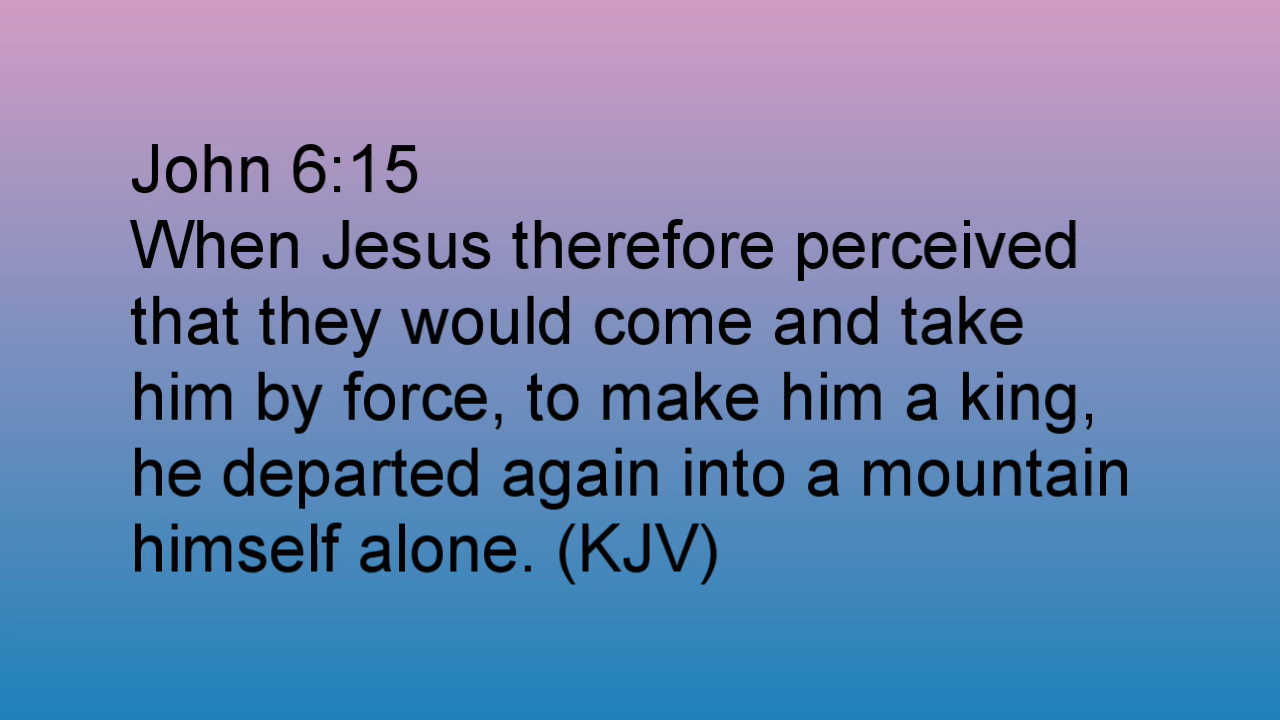 John 6:15
When Jesus therefore perceived
that they would come and take
him by force, to make him a king,
he departed again into a mountain
himself alone. (KJV)